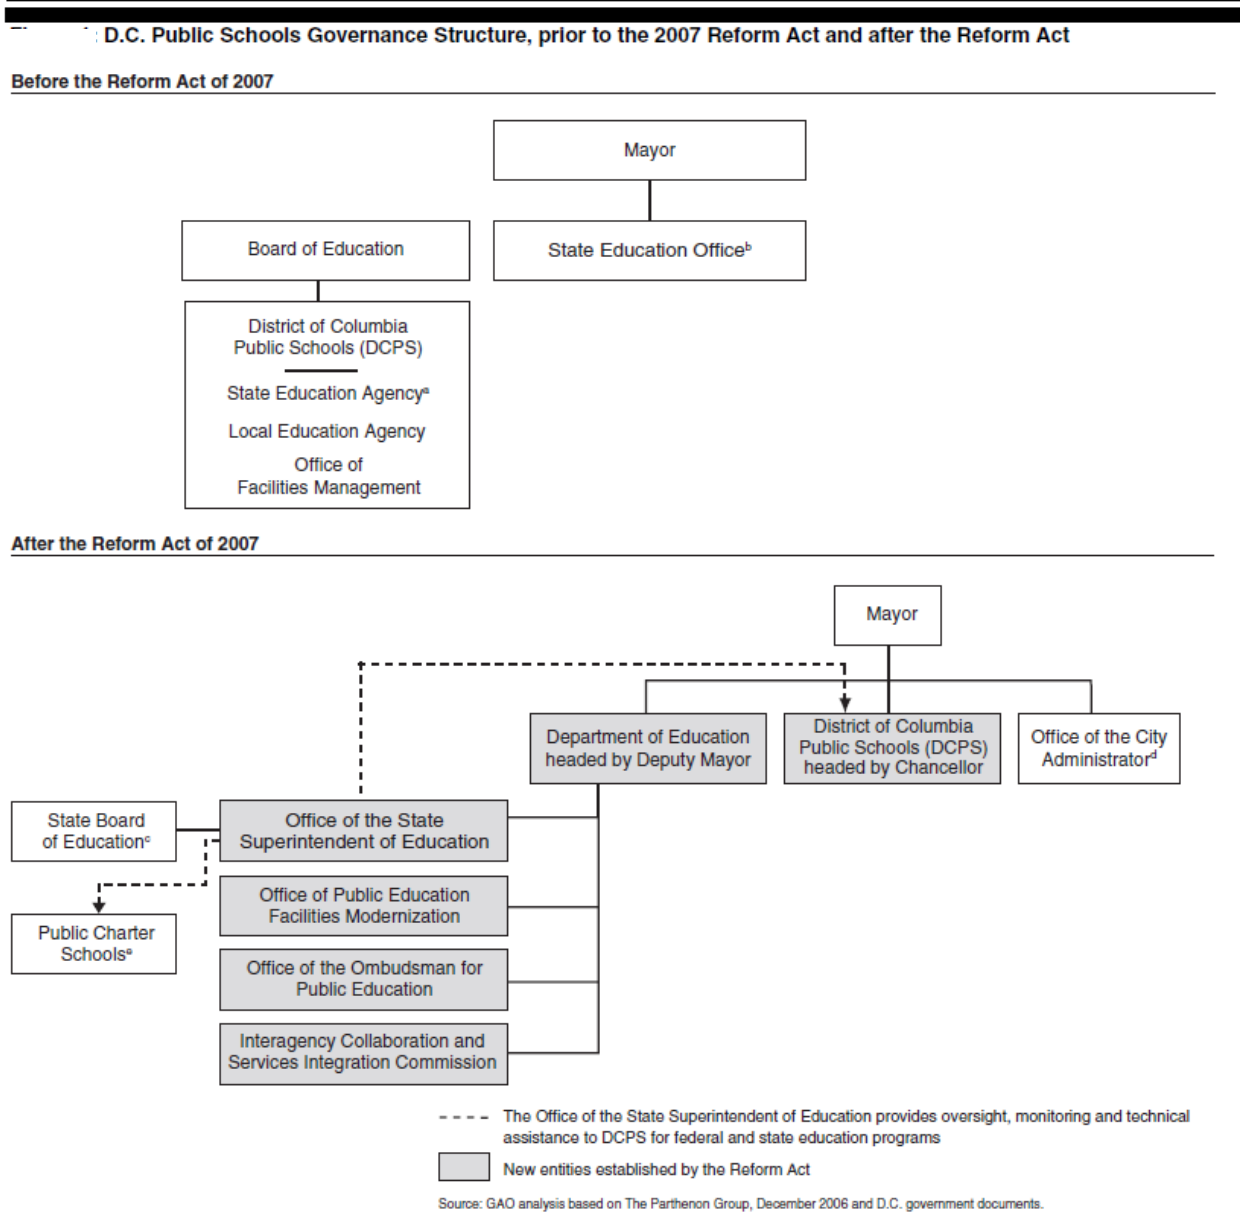 : D.C. Public Schools Governance Structure, prior to the 2007 Reform Act and after the Reform Act
Before the Reform Act of 2007
Mayor
Board of Education
State Education Officeᵇ
District of Columbia
Public Schools (DCPS)
State Education Agencyᵃ
Local Education Agency
Office of
Facilities Management
After the Reform Act of 2007
Mayor
Department of Education
headed by Deputy Mayor
District of Columbia
Public Schools (DCPS)
headed by Chancellor
Office of the City
Administratorᵈ
State Board
of Educationᶜ
Office of the State
Superintendent of Education
Office of Public Education
Facilities Modernization
Public Charter
Schoolsᵉ
Office of the Ombudsman for
Public Education
Interagency Collaboration and
Services Integration Commission
The Office of the State Superintendent of Education provides oversight, monitoring and technical
assistance to DCPS for federal and state education programs
New entities established by the Reform Act
Source: GAO analysis based on The Parthenon Group, December 2006 and D.C. government documents.